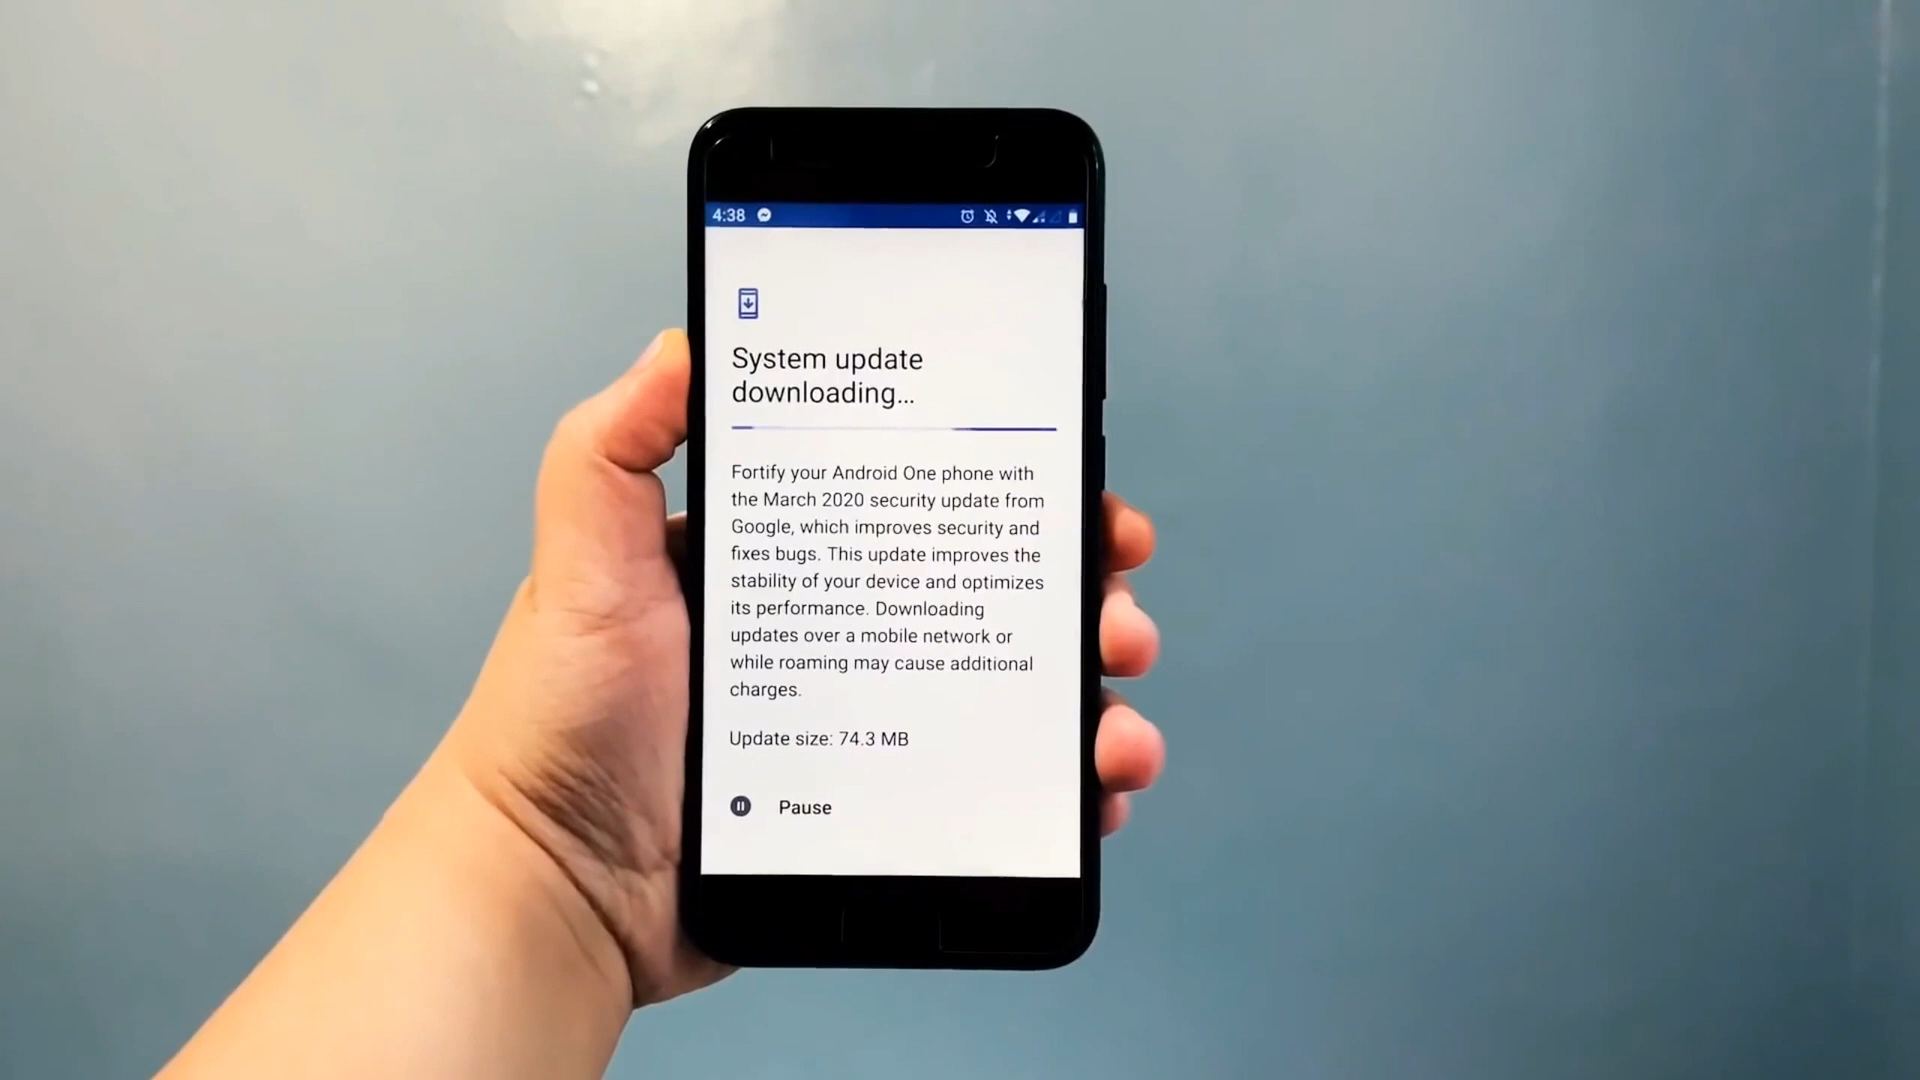 4:38
System update
downloading...
Fortify your Android One phone with
the March 2020 security update from
Google, which improves security and
fixes bugs. This update improves the
stability of your device and optimizes
its performance. Downloading
updates over a mobile network or
while roaming may cause additional
charges.
Update size: 74.3 MB
Pause